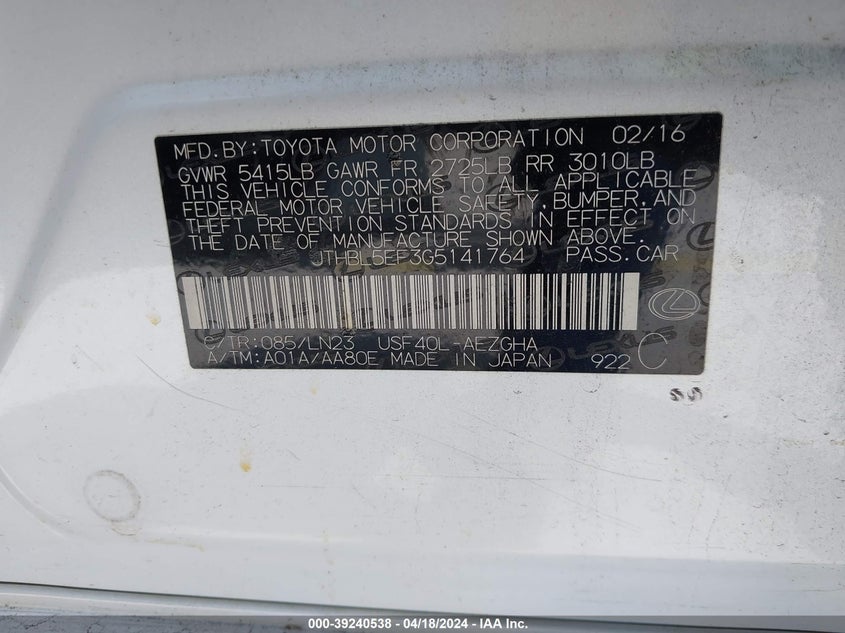 MFD.BY:TOYOTA MOTOR CORPORATION 02/16
GVWR 5415LB GAWR FR 2725LB RR 3010LB
THIS VEHICLE CONFORMS TO ALL APPLICABLE
FEDERAL MOTOR VEHICLE SAFETY,BUMPER,AND
THEFT PREVENTION STANDARDS IN EFFECT ON
THE DATE OF MANUFACTURE SHOWN ABOVE.
JTHBL5EF3G5141764 PASS.CAR
C/TR:085/LN23 USF40L-AEZGHA
A/TM:A01A/AA80E MADE IN JAPAN 922 C
000-39240538 - 04/18/2024 - IAA Inc.